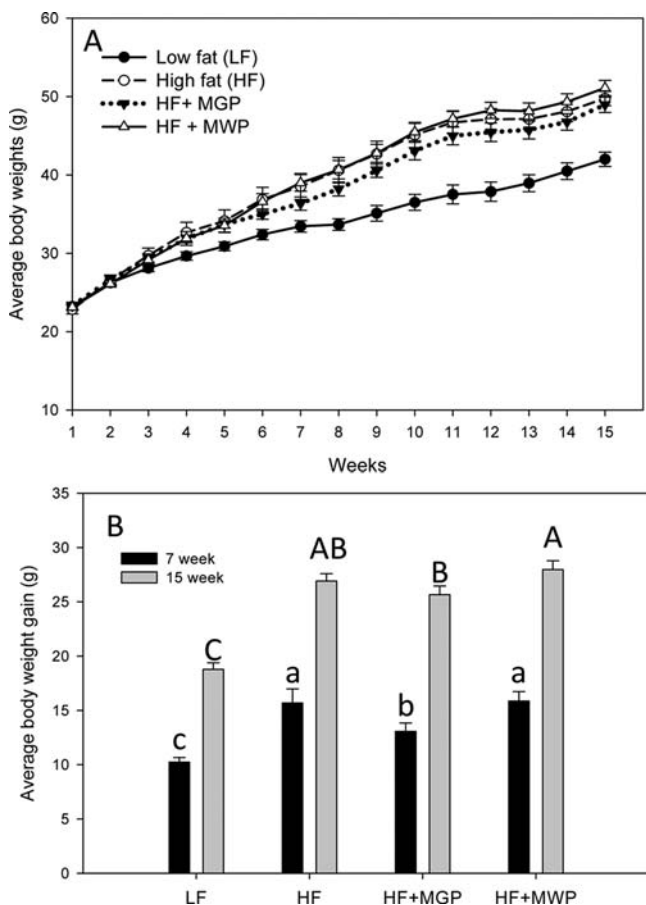 A
Low fat (LF)
High fat (HF)
HF+ MGP
HF + MWP
Average body weights (g)
60
50
40
30
20
10
1 2 3 4 5 6 7 8 9 10 11 12 13 14 15
Weeks
B
7 week
15 week
Average body weight gain (g)
35
30
25
20
15
10
5
0
c C a AB b B a A
LF HF HF+MGP HF+MWP